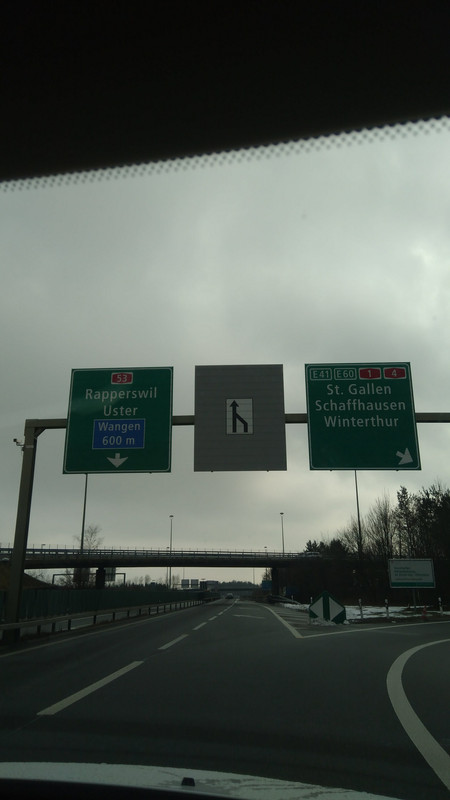 53
Rapperswil
Uster
Wangen
600 m
E41 E60 1 4
St. Gallen
Schaffhausen
Winterthur